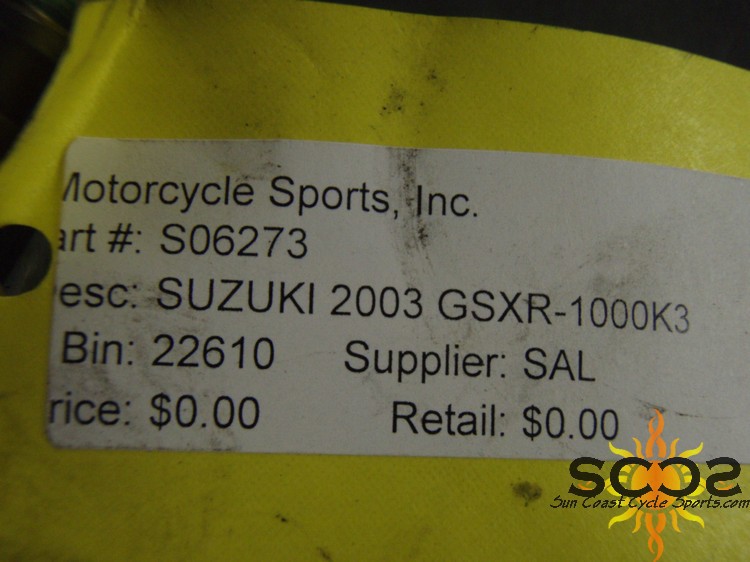 Motorcycle Sports, Inc.
art #: S06273
esc: SUZUKI 2003 GSXR-1000K3
Bin: 22610 Supplier: SAL
rice: $0.00 Retail: $0.00
SCCS
Sun Coast Cycle Sports.com